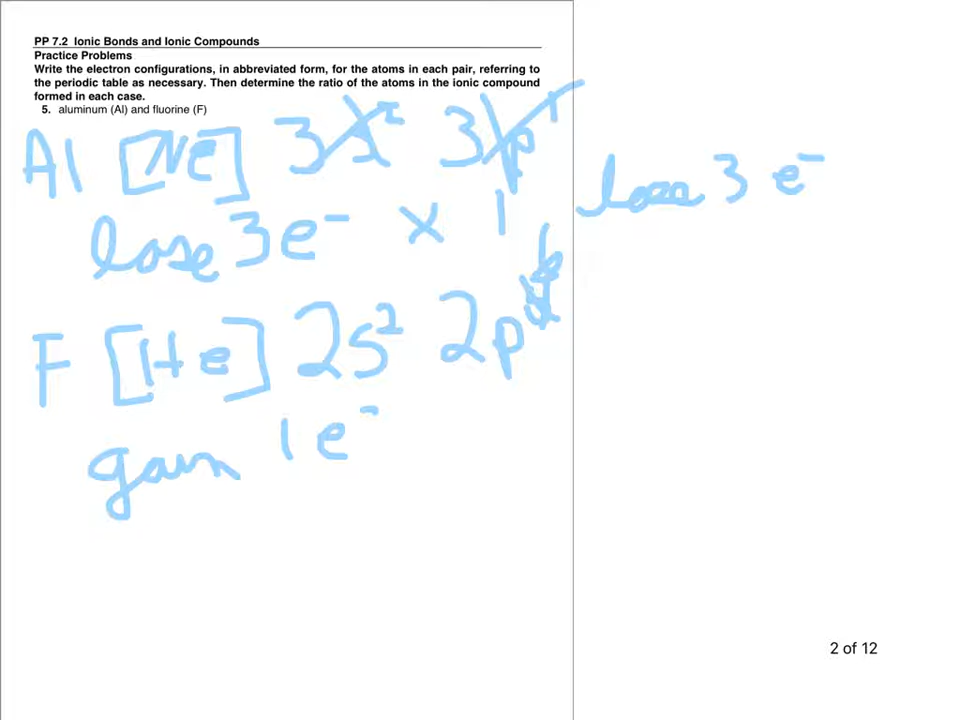 PP 7.2 Ionic Bonds and Ionic Compounds
Practice Problems
Write the electron configurations, in abbreviated form, for the atoms in each pair, referring to
the periodic table as necessary. Then determine the ratio of the atoms in the ionic compound
formed in each case.
5. aluminum (Al) and fluorine (F)
Al [Ne] 3s² 3p¹ lose 3 e⁻
lose 3e⁻ × 1
F [He] 2s² 2p⁶
gain 1 e⁻
2 of 12